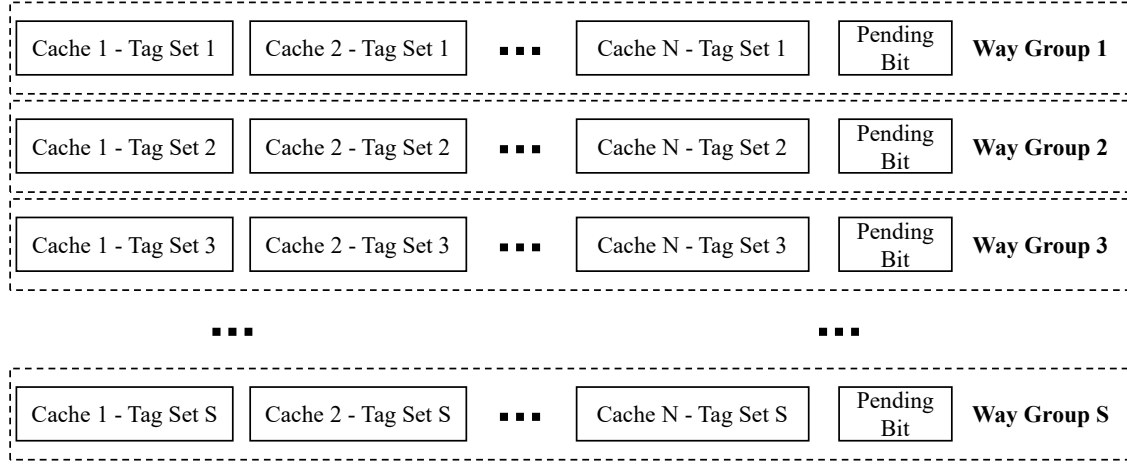 Cache 1 - Tag Set 1 Cache 2 - Tag Set 1 Cache N - Tag Set 1 Pending Bit Way Group 1
Cache 1 - Tag Set 2 Cache 2 - Tag Set 2 Cache N - Tag Set 2 Pending Bit Way Group 2
Cache 1 - Tag Set 3 Cache 2 - Tag Set 3 Cache N - Tag Set 3 Pending Bit Way Group 3
Cache 1 - Tag Set S Cache 2 - Tag Set S Cache N - Tag Set S Pending Bit Way Group S